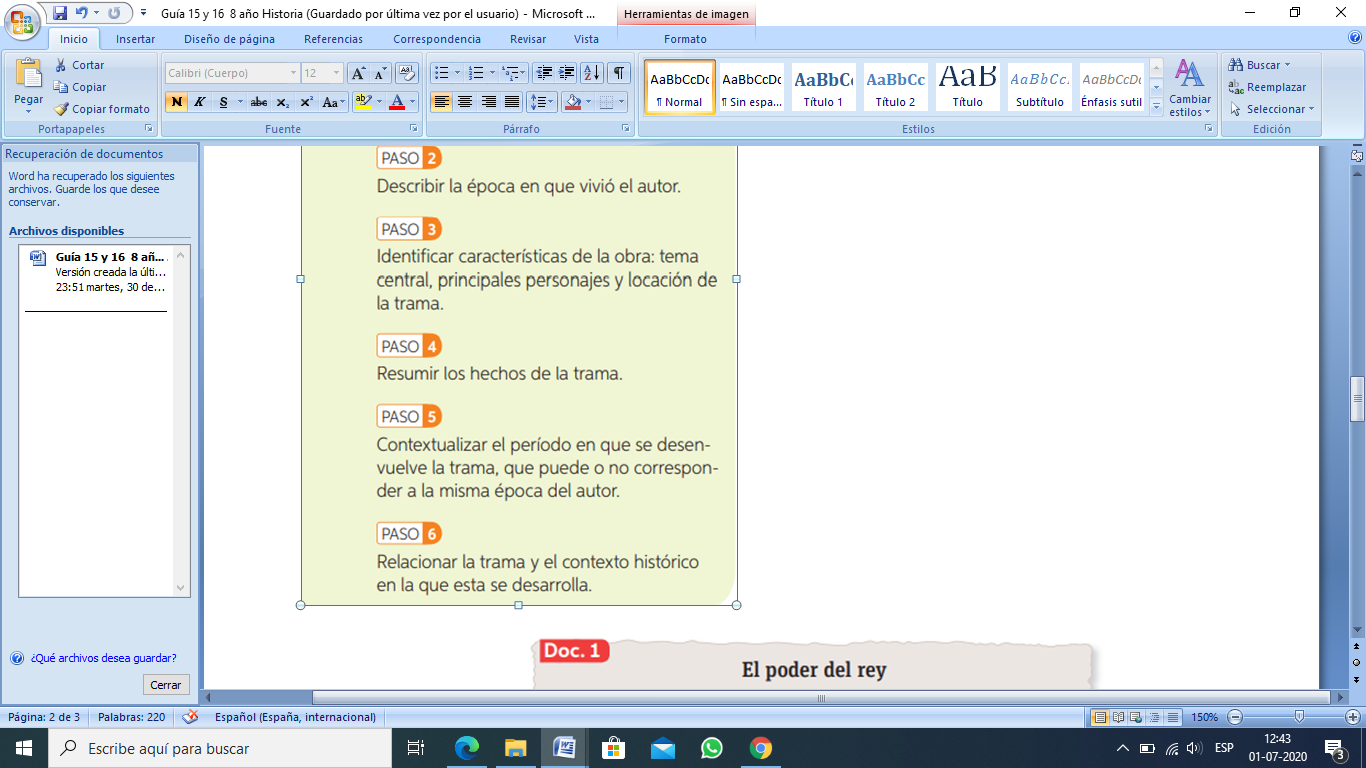 Guía 15 y 16  8 año Historia (Guardado por última vez por el usuario) - Microsoft ...
Herramientas de imagen
Inicio Insertar Diseño de página Referencias Correspondencia Revisar Vista Formato
Pegar
Cortar
Copiar
Copiar formato
Portapapeles
Calibri (Cuerpo) 12
N K S abc x₂ x² Aa
Fuente
Párrafo
AaBbCcDc AaBbCcDc AaBbCc AaBbCc AaB AaBbCc. AaBbCcDc
¶ Normal ¶ Sin espa... Título 1 Título 2 Título Subtítulo Énfasis sutil
Cambiar
estilos
Estilos
Buscar
Reemplazar
Seleccionar
Edición
Recuperación de documentos
Word ha recuperado los siguientes
archivos. Guarde los que desee
conservar.
Archivos disponibles
Guía 15 y 16  8 añ...
Versión creada la últi...
23:51 martes, 30 de...
¿Qué archivos desea guardar?
Cerrar
PASO 2
Describir la época en que vivió el autor.
PASO 3
Identificar características de la obra: tema
central, principales personajes y locación de
la trama.
PASO 4
Resumir los hechos de la trama.
PASO 5
Contextualizar el período en que se desen-
vuelve la trama, que puede o no correspon-
der a la misma época del autor.
PASO 6
Relacionar la trama y el contexto histórico
en la que esta se desarrolla.
Doc. 1
El poder del rey
Página: 2 de 3 Palabras: 220 Español (España, internacional) 150%
Escribe aquí para buscar
ESP
12:43
01-07-2020
3